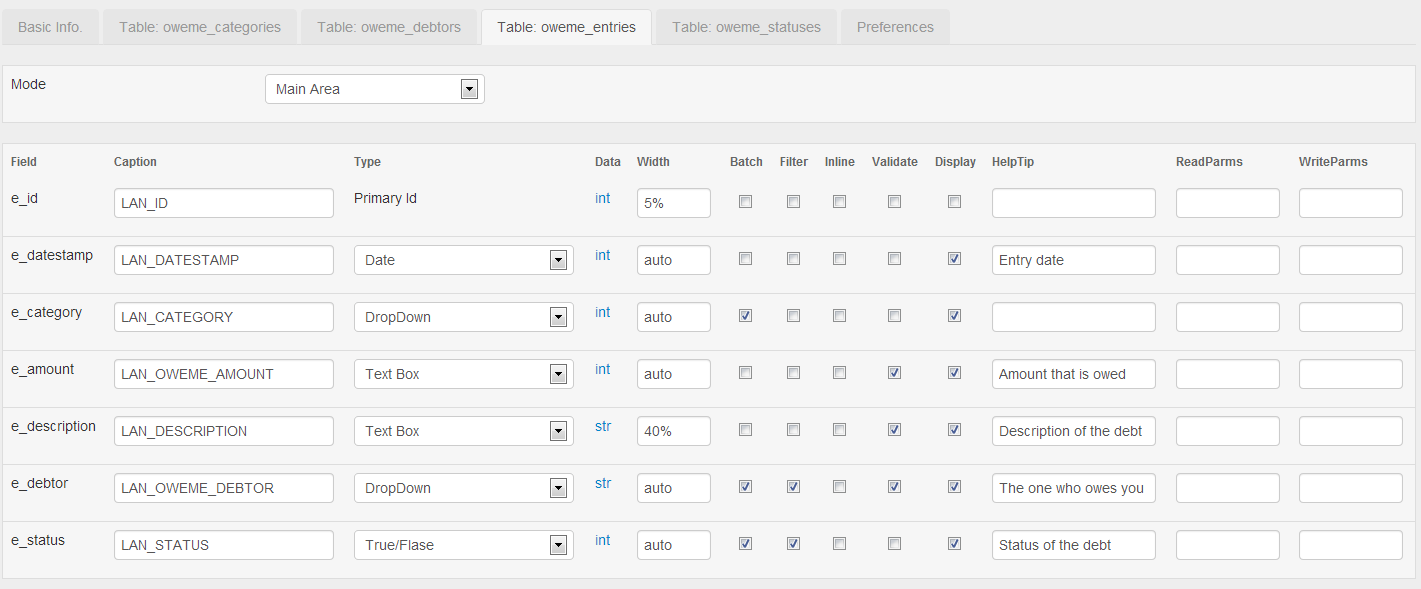 Basic Info. Table: oweme_categories Table: oweme_debtors Table: oweme_entries Table: oweme_statuses Preferences
Mode Main Area
Field Caption Type Data Width Batch Filter Inline Validate Display HelpTip ReadParms WriteParms
e_id LAN_ID Primary Id int 5%
e_datestamp LAN_DATESTAMP Date int auto Entry date
e_category LAN_CATEGORY DropDown int auto
e_amount LAN_OWEME_AMOUNT Text Box int auto Amount that is owed
e_description LAN_DESCRIPTION Text Box str 40% Description of the debt
e_debtor LAN_OWEME_DEBTOR DropDown str auto The one who owes you
e_status LAN_STATUS True/Flase int auto Status of the debt